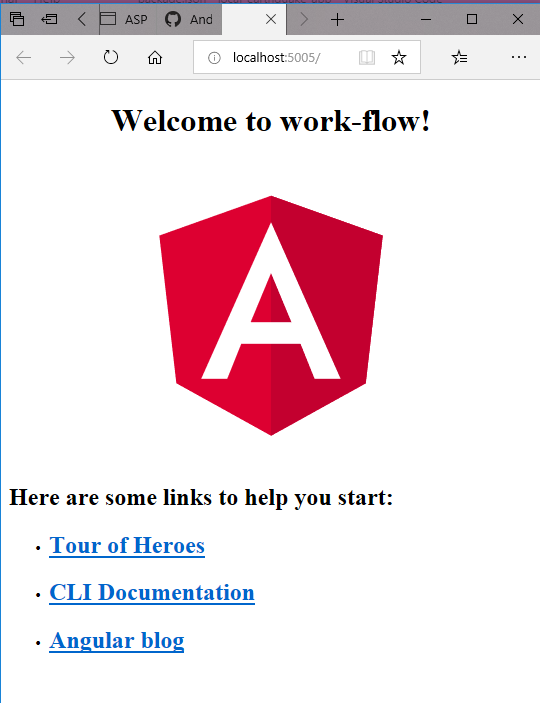 ASP
And
localhost:5005/
Welcome to work-flow!
A
Here are some links to help you start:
• Tour of Heroes
• CLI Documentation
• Angular blog